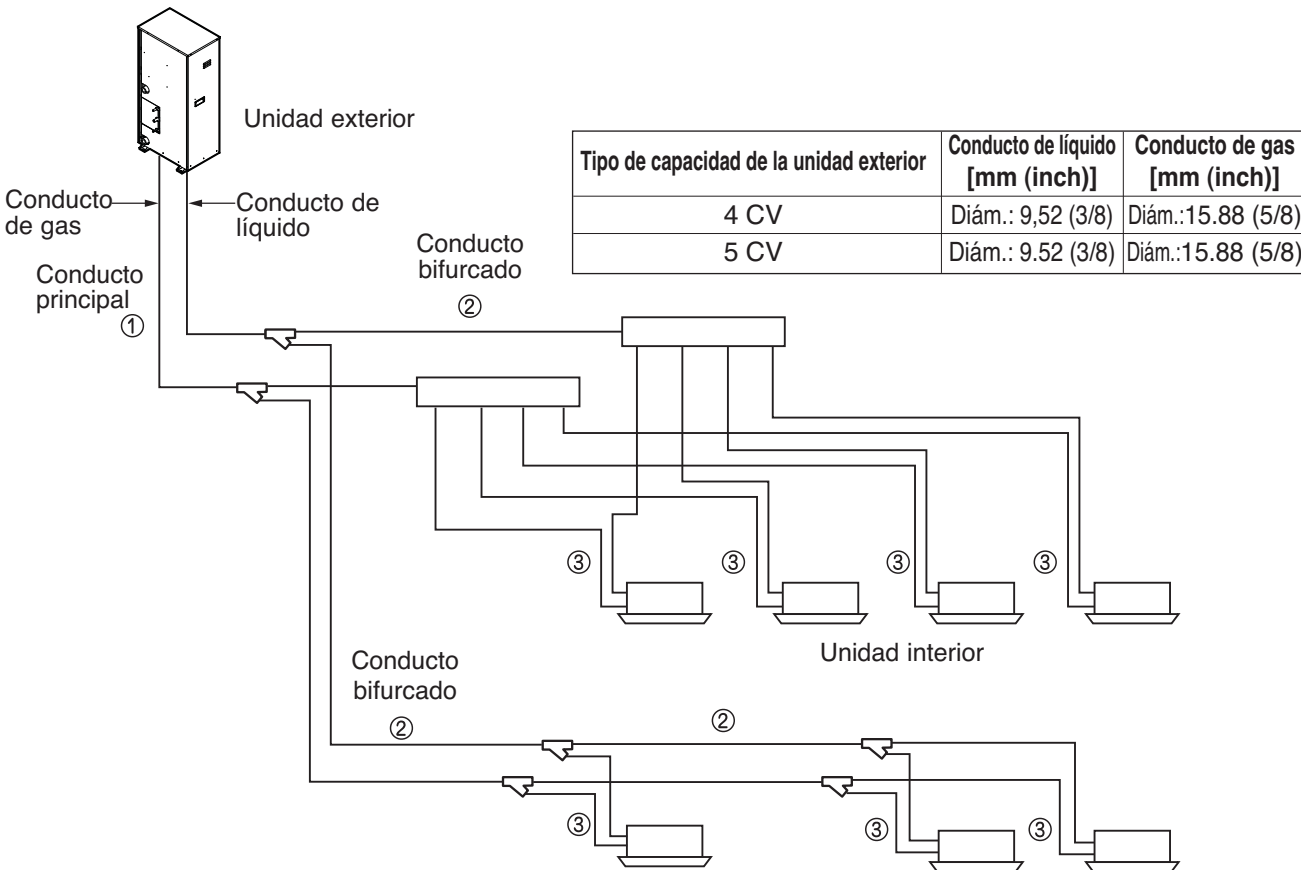 Unidad exterior
Tipo de capacidad de la unidad exterior
Conducto de líquido
[mm (inch)]
Conducto de gas
[mm (inch)]
4 CV
Diám.: 9,52 (3/8)
Diám.:15.88 (5/8)
5 CV
Diám.: 9.52 (3/8)
Diám.:15.88 (5/8)
Conducto
de gas
Conducto de
líquido
Conducto
principal
①
Conducto
bifurcado
②
③
③
③
③
Unidad interior
Conducto
bifurcado
②
②
③
③
③